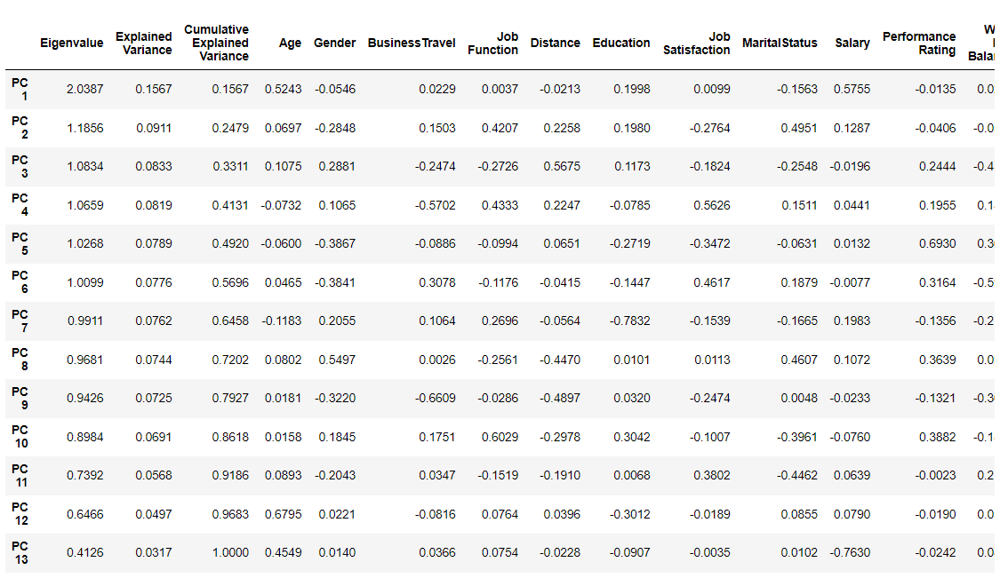 Eigenvalue Explained Variance Cumulative Explained Variance Age Gender BusinessTravel Job Function Distance Education Job Satisfaction MaritalStatus Salary Performance Rating
PC 1 2.0387 0.1567 0.1567 0.5243 -0.0546 0.0229 0.0037 -0.0213 0.1998 0.0099 -0.1563 0.5755 -0.0135 0.0
PC 2 1.1856 0.0911 0.2479 0.0697 -0.2848 0.1503 0.4207 0.2258 0.1980 -0.2764 0.4951 0.1287 -0.0406 -0.0
PC 3 1.0834 0.0833 0.3311 0.1075 0.2881 -0.2474 -0.2726 0.5675 0.1173 -0.1824 -0.2548 -0.0196 0.2444 -0.4
PC 4 1.0659 0.0819 0.4131 -0.0732 0.1065 -0.5702 0.4333 0.2247 -0.0785 0.5626 0.1511 0.0441 0.1955 0.1
PC 5 1.0268 0.0789 0.4920 -0.0600 -0.3867 -0.0886 -0.0994 0.0651 -0.2719 -0.3472 -0.0631 0.0132 0.6930 0.3
PC 6 1.0099 0.0776 0.5696 0.0465 -0.3841 0.3078 -0.1176 -0.0415 -0.1447 0.4617 0.1879 -0.0077 0.3164 -0.5
PC 7 0.9911 0.0762 0.6458 -0.1183 0.2055 0.1064 0.2696 -0.0564 -0.7832 -0.1539 -0.1665 0.1983 -0.1356 -0.2
PC 8 0.9681 0.0744 0.7202 0.0802 0.5497 0.0026 -0.2561 -0.4470 0.0101 0.0113 0.4607 0.1072 0.3639 0.0
PC 9 0.9426 0.0725 0.7927 0.0181 -0.3220 -0.6609 -0.0286 -0.4897 0.0320 -0.2474 0.0048 -0.0233 -0.1321 -0.3
PC 10 0.8984 0.0691 0.8618 0.0158 0.1845 0.1751 0.6029 -0.2978 0.3042 -0.1007 -0.3961 -0.0760 0.3882 -0.1
PC 11 0.7392 0.0568 0.9186 0.0893 -0.2043 0.0347 -0.1519 -0.1910 0.0068 0.3802 -0.4462 0.0639 -0.0023 0.2
PC 12 0.6466 0.0497 0.9683 0.6795 0.0221 -0.0816 0.0764 0.0396 -0.3012 -0.0189 0.0855 0.0790 -0.0190 0.0
PC 13 0.4126 0.0317 1.0000 0.4549 0.0140 0.0366 0.0754 -0.0228 -0.0907 -0.0035 0.0102 -0.7630 -0.0242 0.0